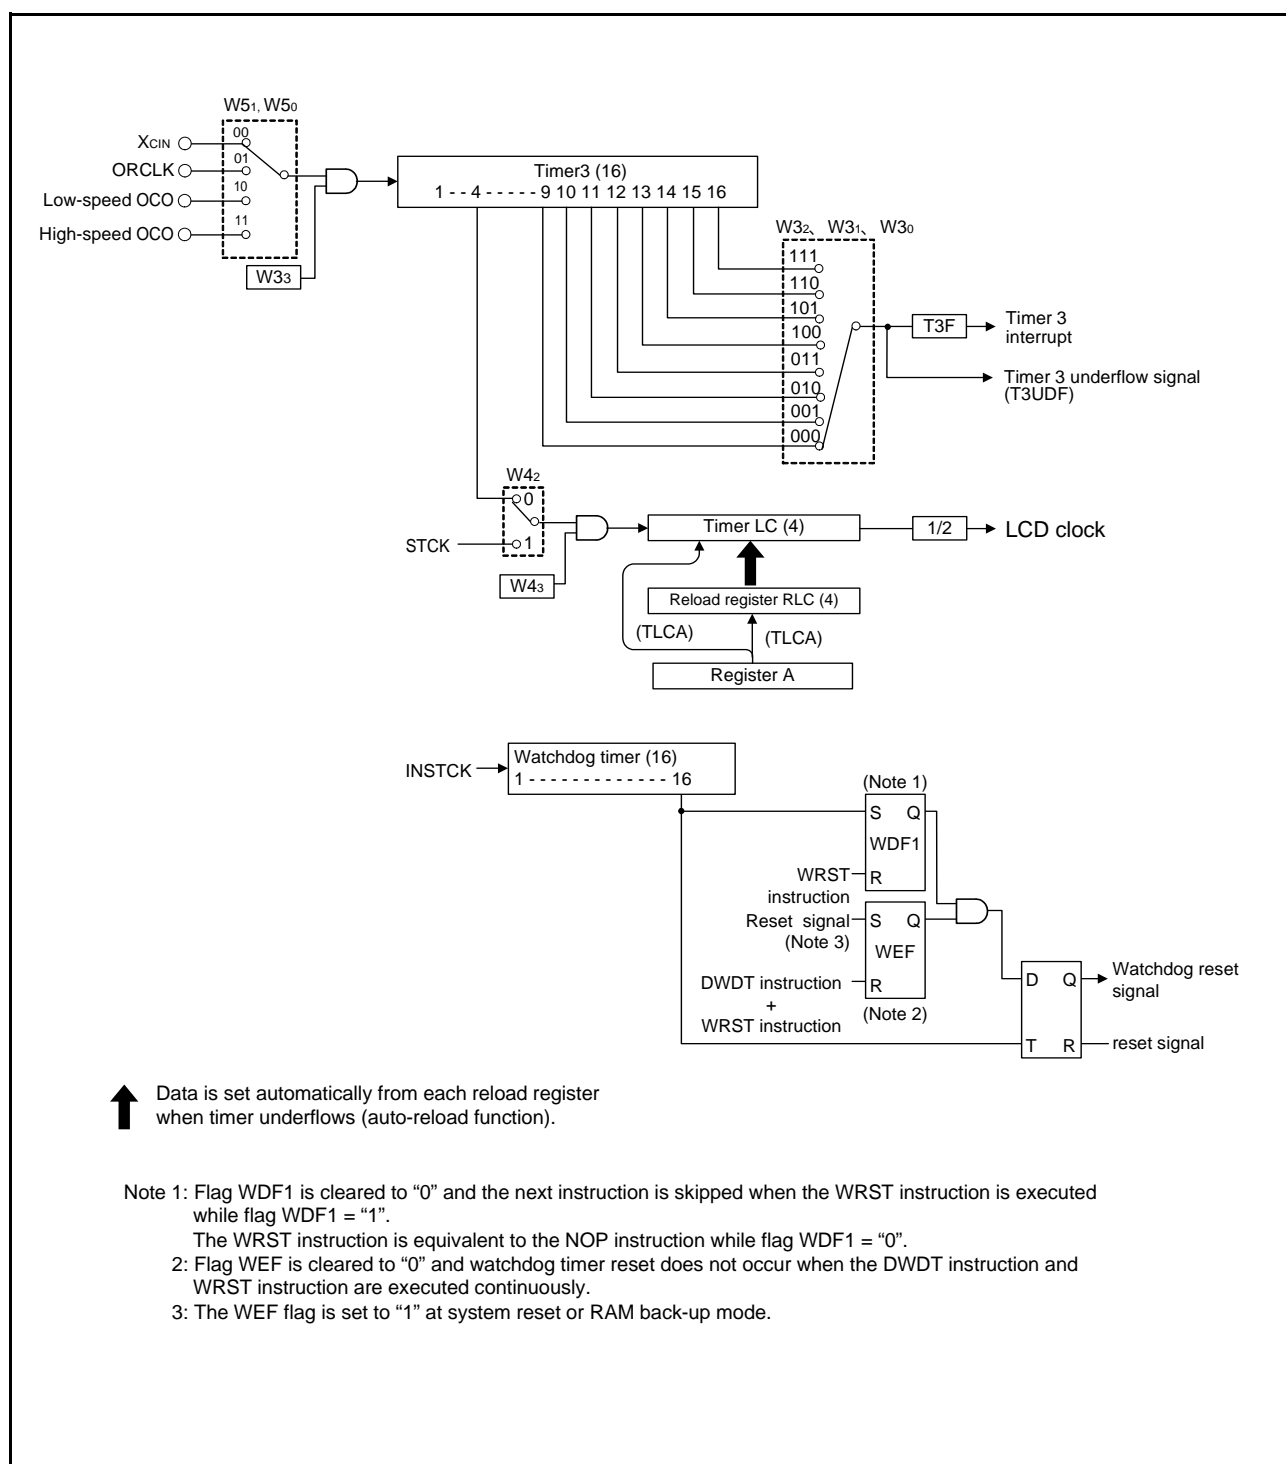 W51, W50
XCIN
00
ORCLK
01
Low-speed OCO
10
High-speed OCO
11
W33
Timer3 (16)
1 - - 4 - - - - - 9 10 11 12 13 14 15 16
W32、 W31、 W30
111
110
101
100
011
010
001
000
T3F
Timer 3
interrupt
Timer 3 underflow signal
(T3UDF)
W42
0
STCK
1
W43
Timer LC (4)
1/2
LCD clock
Reload register RLC (4)
(TLCA)
(TLCA)
Register A
INSTCK
Watchdog timer (16)
1 - - - - - - - - - - - - - 16
(Note 1)
S Q
WDF1
R
WRST
instruction
Reset signal
(Note 3)
S Q
WEF
R
DWDT instruction
+
WRST instruction
(Note 2)
D Q
T R
Watchdog reset
signal
reset signal
Data is set automatically from each reload register
when timer underflows (auto-reload function).
Note 1: Flag WDF1 is cleared to “0” and the next instruction is skipped when the WRST instruction is executed
while flag WDF1 = “1”.
The WRST instruction is equivalent to the NOP instruction while flag WDF1 = “0”.
2: Flag WEF is cleared to “0” and watchdog timer reset does not occur when the DWDT instruction and
WRST instruction are executed continuously.
3: The WEF flag is set to “1” at system reset or RAM back-up mode.